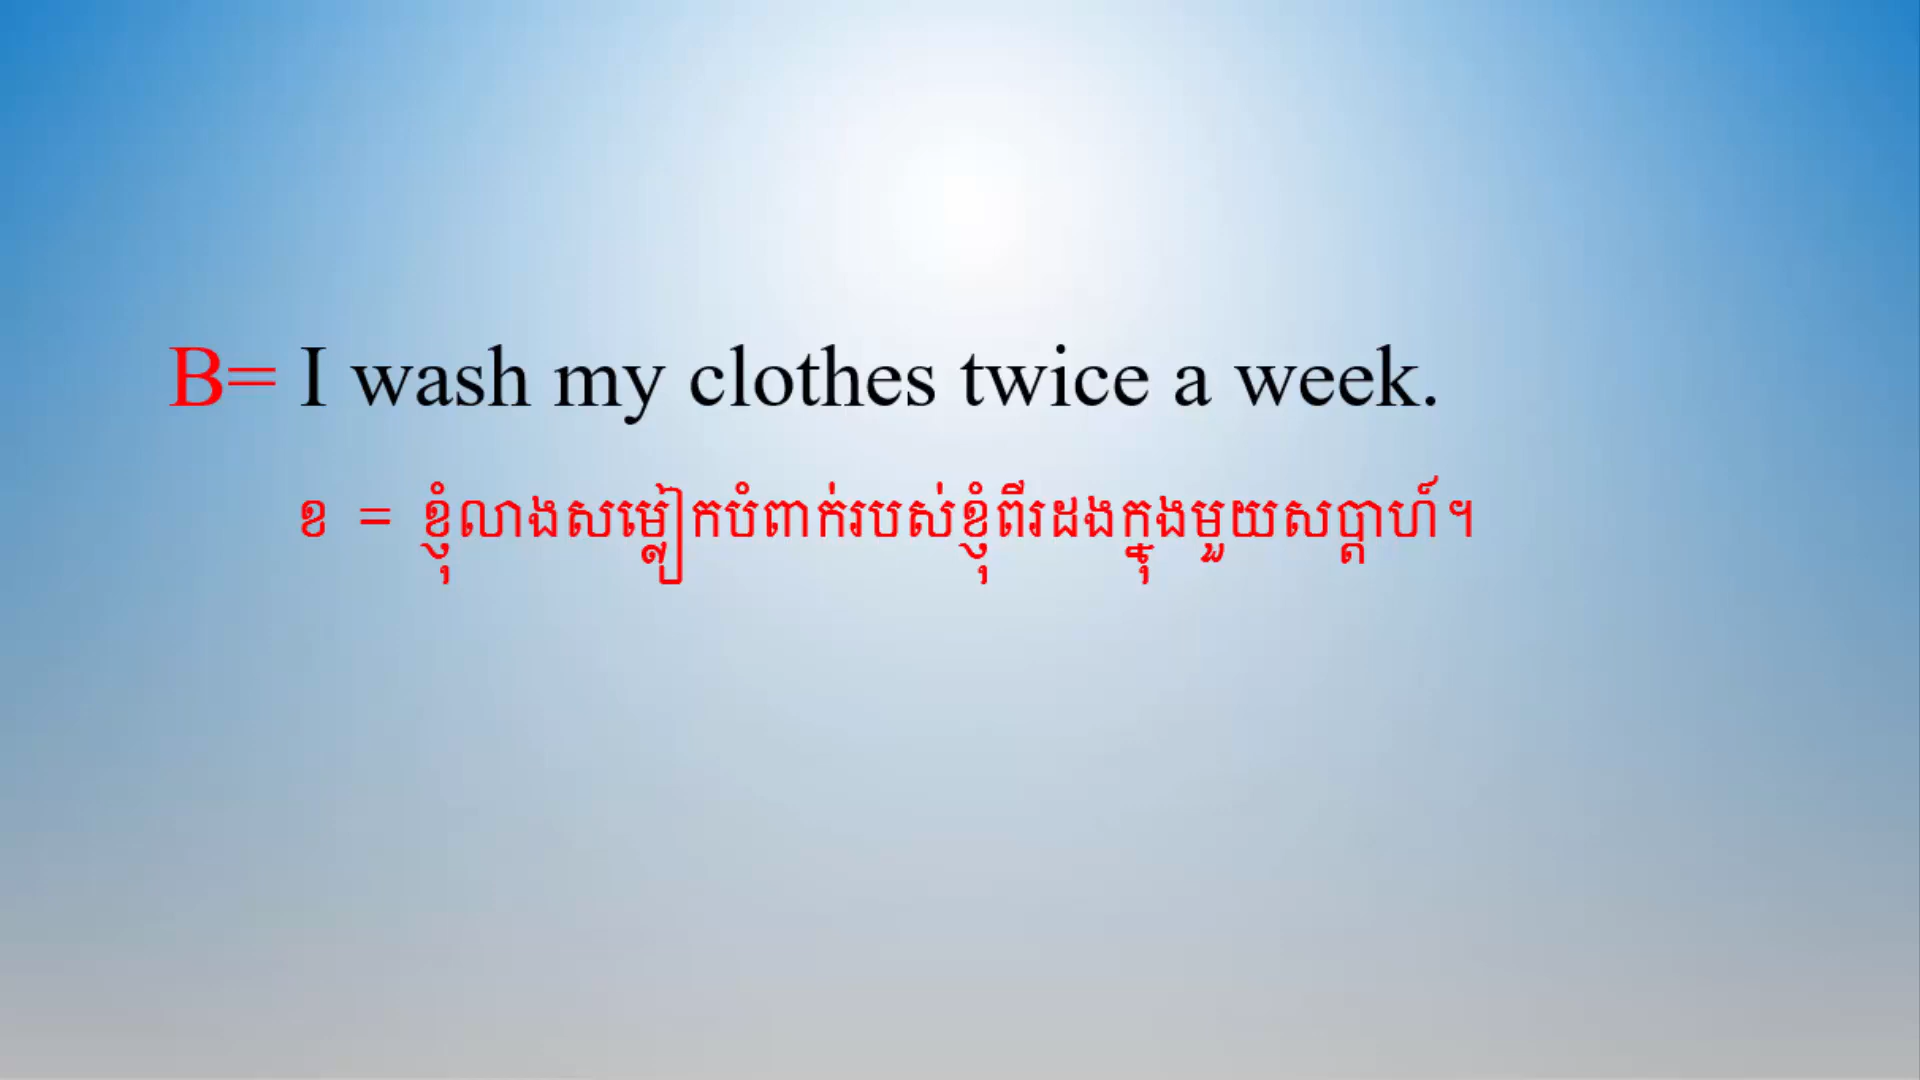 B= I wash my clothes twice a week.
ខ = ខ្ញុំលាងសម្លៀកបំពាក់របស់ខ្ញុំពីរដងក្នុងមួយសប្តាហ៍។